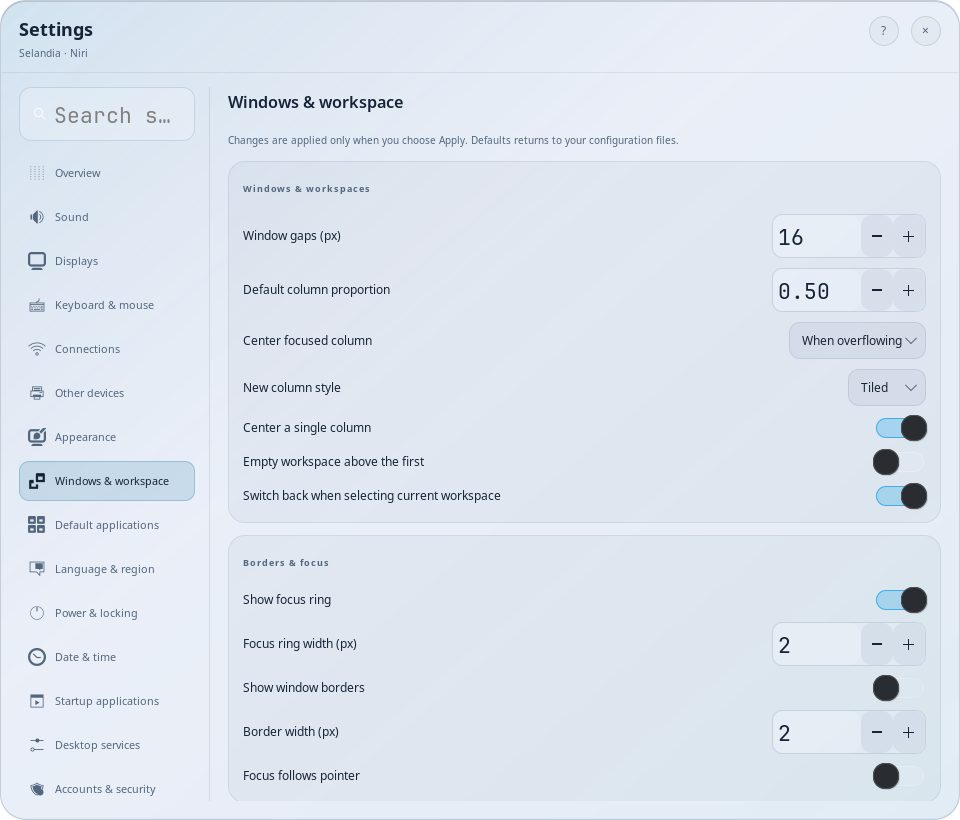 Settings
Selandia · Niri
?
×
Search s…
Overview
Sound
Displays
Keyboard & mouse
Connections
Other devices
Appearance
Windows & workspace
Default applications
Language & region
Power & locking
Date & time
Startup applications
Desktop services
Accounts & security
Windows & workspace
Changes are applied only when you choose Apply. Defaults returns to your configuration files.
Windows & workspaces
Window gaps (px) 16 − +
Default column proportion 0.50 − +
Center focused column When overflowing
New column style Tiled
Center a single column
Empty workspace above the first
Switch back when selecting current workspace
Borders & focus
Show focus ring
Focus ring width (px) 2 − +
Show window borders
Border width (px) 2 − +
Focus follows pointer